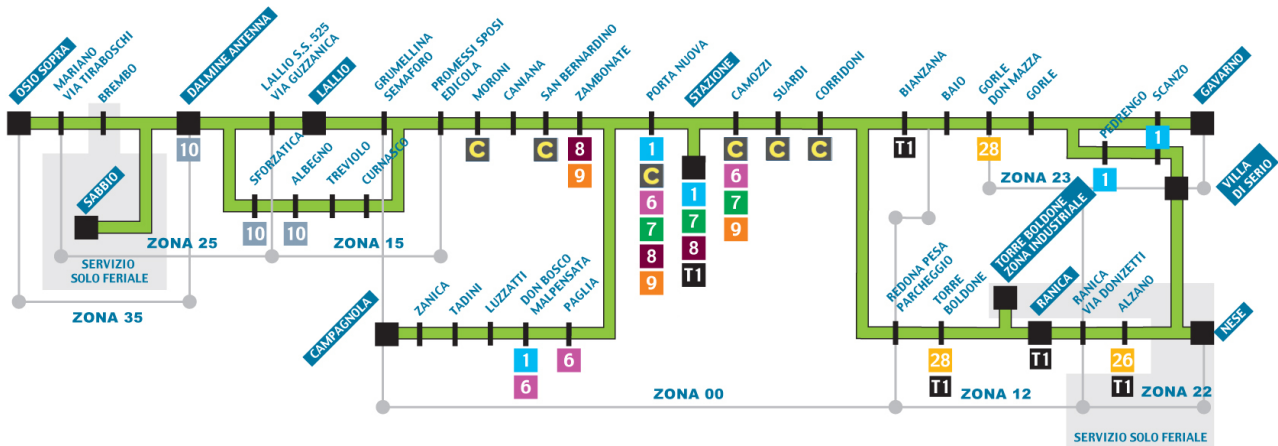 OSIO SOPRA
MARIANO
VIA TIRABOSCHI
BREMBO
DALMINE ANTENNA
LALLIO S.S. 525
VIA GUZZANICA
LALLIO
GRUMELLINA
SEMAFORO
PROMESSI SPOSI
EDICOLA
MORONI
CANIANA
SAN BERNARDINO
ZAMBONATE
PORTA NUOVA
STAZIONE
CAMOZZI
SUARDI
CORRIDONI
BIANZANA
BAIO
GORLE
DON MAZZA
GORLE
PEDRENGO
SCANZO
GAVARNO
10
C
C
8
9
1
C
6
7
8
9
1
7
8
T1
C
6
7
9
C
C
T1
28
1
1
SABBIO
SFORZATICA
ALBEGNO
TREVIOLO
CURNASCO
10
10
ZONA 23
VILLA
DI SERIO
ZONA 25
ZONA 15
SERVIZIO
SOLO FERIALE
ZONA 35
CAMPAGNOLA
ZANICA
TADINI
LUZZATTI
DON BOSCO
MALPENSATA
PAGLIA
1
6
6
REDONA PESA
PARCHEGGIO
TORRE
BOLDONE
TORRE BOLDONE
ZONA INDUSTRIALE
RANICA
RANICA
VIA DONIZETTI
ALZANO
NESE
28
T1
T1
26
T1
ZONA 00
ZONA 12
ZONA 22
SERVIZIO SOLO FERIALE